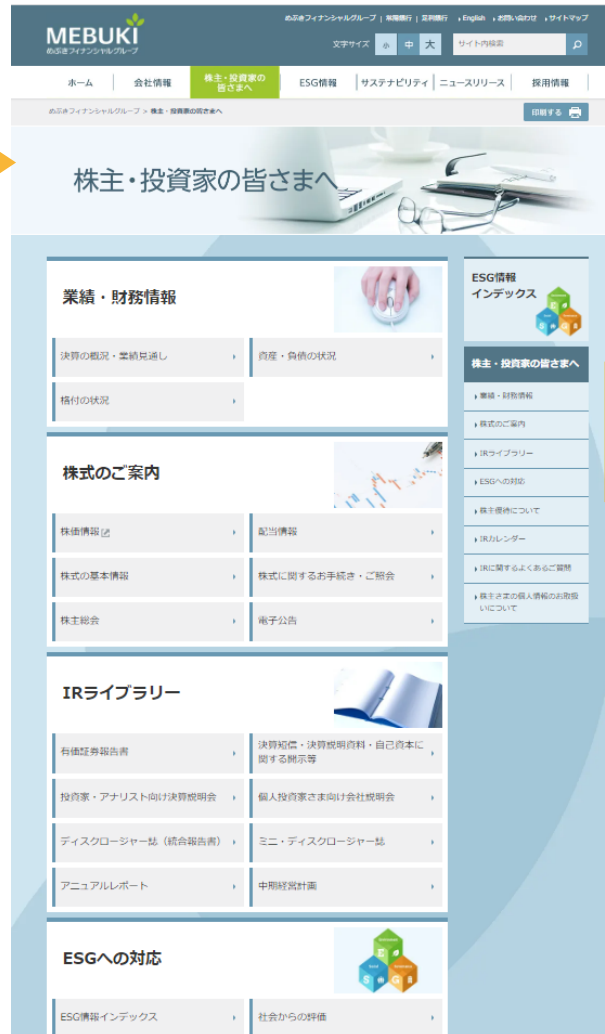 めぶきフィナンシャルグループ | 常陽銀行 | 足利銀行 English お問い合わせ サイトマップ
MEBUKI
めぶきフィナンシャルグループ
文字サイズ 小 中 大 サイト内検索
ホーム 会社情報 株主・投資家の ESG情報 サステナビリティ ニュースリリース 採用情報
皆さまへ
めぶきフィナンシャルグループ > 株主・投資家の皆さまへ 印刷する
株主・投資家の皆さまへ
業績・財務情報
決算の概況・業績見通し 資産・負債の状況
格付の状況
株式のご案内
株価情報 配当情報
株式の基本情報 株式に関するお手続き・ご照会
株主総会 電子公告
IRライブラリー
有価証券報告書 決算短信・決算説明資料・自己資本に
関する開示等
投資家・アナリスト向け決算説明会 個人投資家さま向け会社説明会
ディスクロージャー誌（統合報告書） ミニ・ディスクロージャー誌
アニュアルレポート 中期経営計画
ESGへの対応
ESG情報インデックス 社会からの評価
ESG情報
インデックス
E
S G
株主・投資家の皆さまへ
業績・財務情報
株式のご案内
IRライブラリー
ESGへの対応
株主優待について
IRカレンダー
IRに関するよくあるご質問
株主さまの個人情報のお取扱
いについて